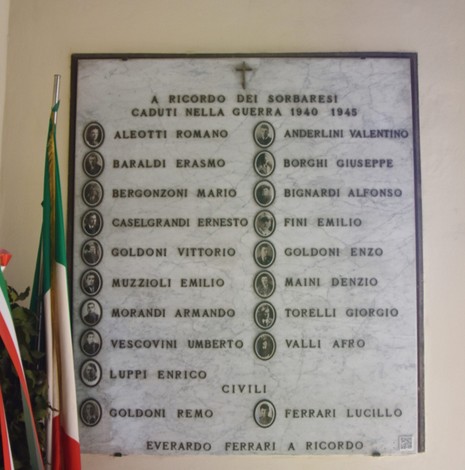 A RICORDO DEI SORBARESI
CADUTI NELLA GUERRA 1940 1945
ALEOTTI ROMANO ANDERLINI VALENTINO
BARALDI ERASMO BORGHI GIUSEPPE
BERGONZONI MARIO BIGNARDI ALFONSO
CASELGRANDI ERNESTO FINI EMILIO
GOLDONI VITTORIO GOLDONI ENZO
MUZZIOLI EMILIO MAINI DENZIO
MORANDI ARMANDO TORELLI GIORGIO
VESCOVINI UMBERTO VALLI AFRO
LUPPI ENRICO
CIVILI
GOLDONI REMO FERRARI LUCILLO
EVERARDO FERRARI A RICORDO